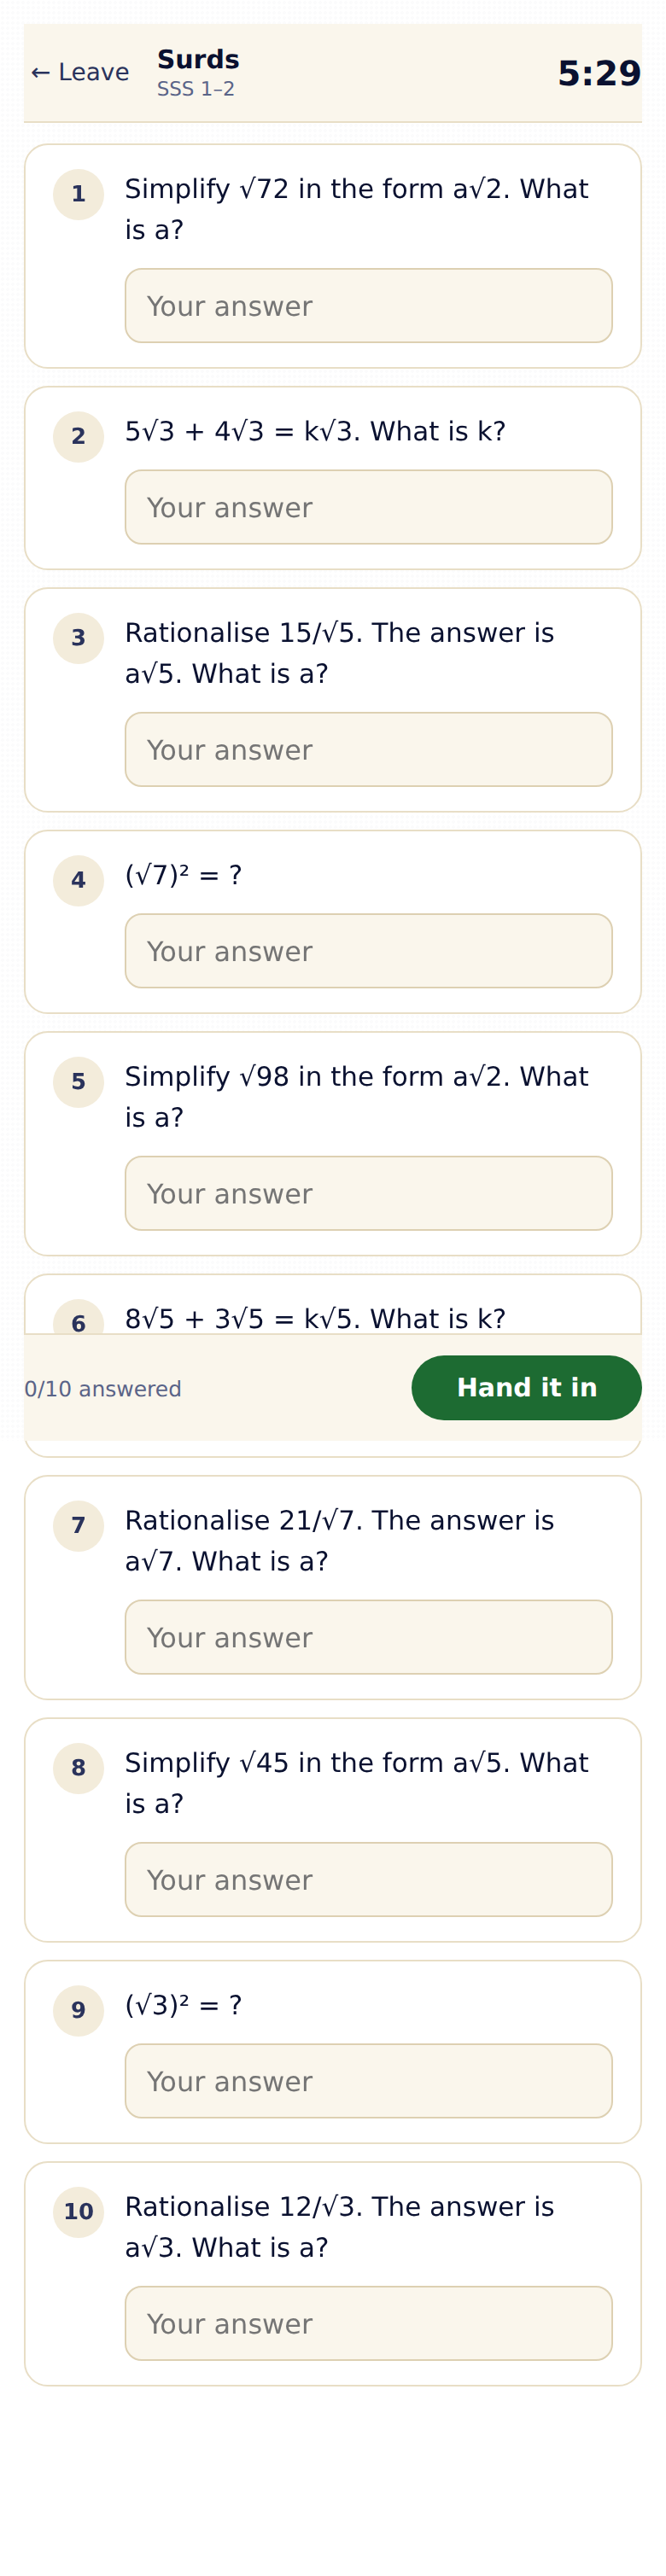 ← Leave
Surds
SSS 1–2
5:29
1
Simplify √72 in the form a√2. What
is a?
Your answer
2
5√3 + 4√3 = k√3. What is k?
Your answer
3
Rationalise 15/√5. The answer is
a√5. What is a?
Your answer
4
(√7)² = ?
Your answer
5
Simplify √98 in the form a√2. What
is a?
Your answer
6
8√5 + 3√5 = k√5. What is k?
0/10 answered
Hand it in
7
Rationalise 21/√7. The answer is
a√7. What is a?
Your answer
8
Simplify √45 in the form a√5. What
is a?
Your answer
9
(√3)² = ?
Your answer
10
Rationalise 12/√3. The answer is
a√3. What is a?
Your answer